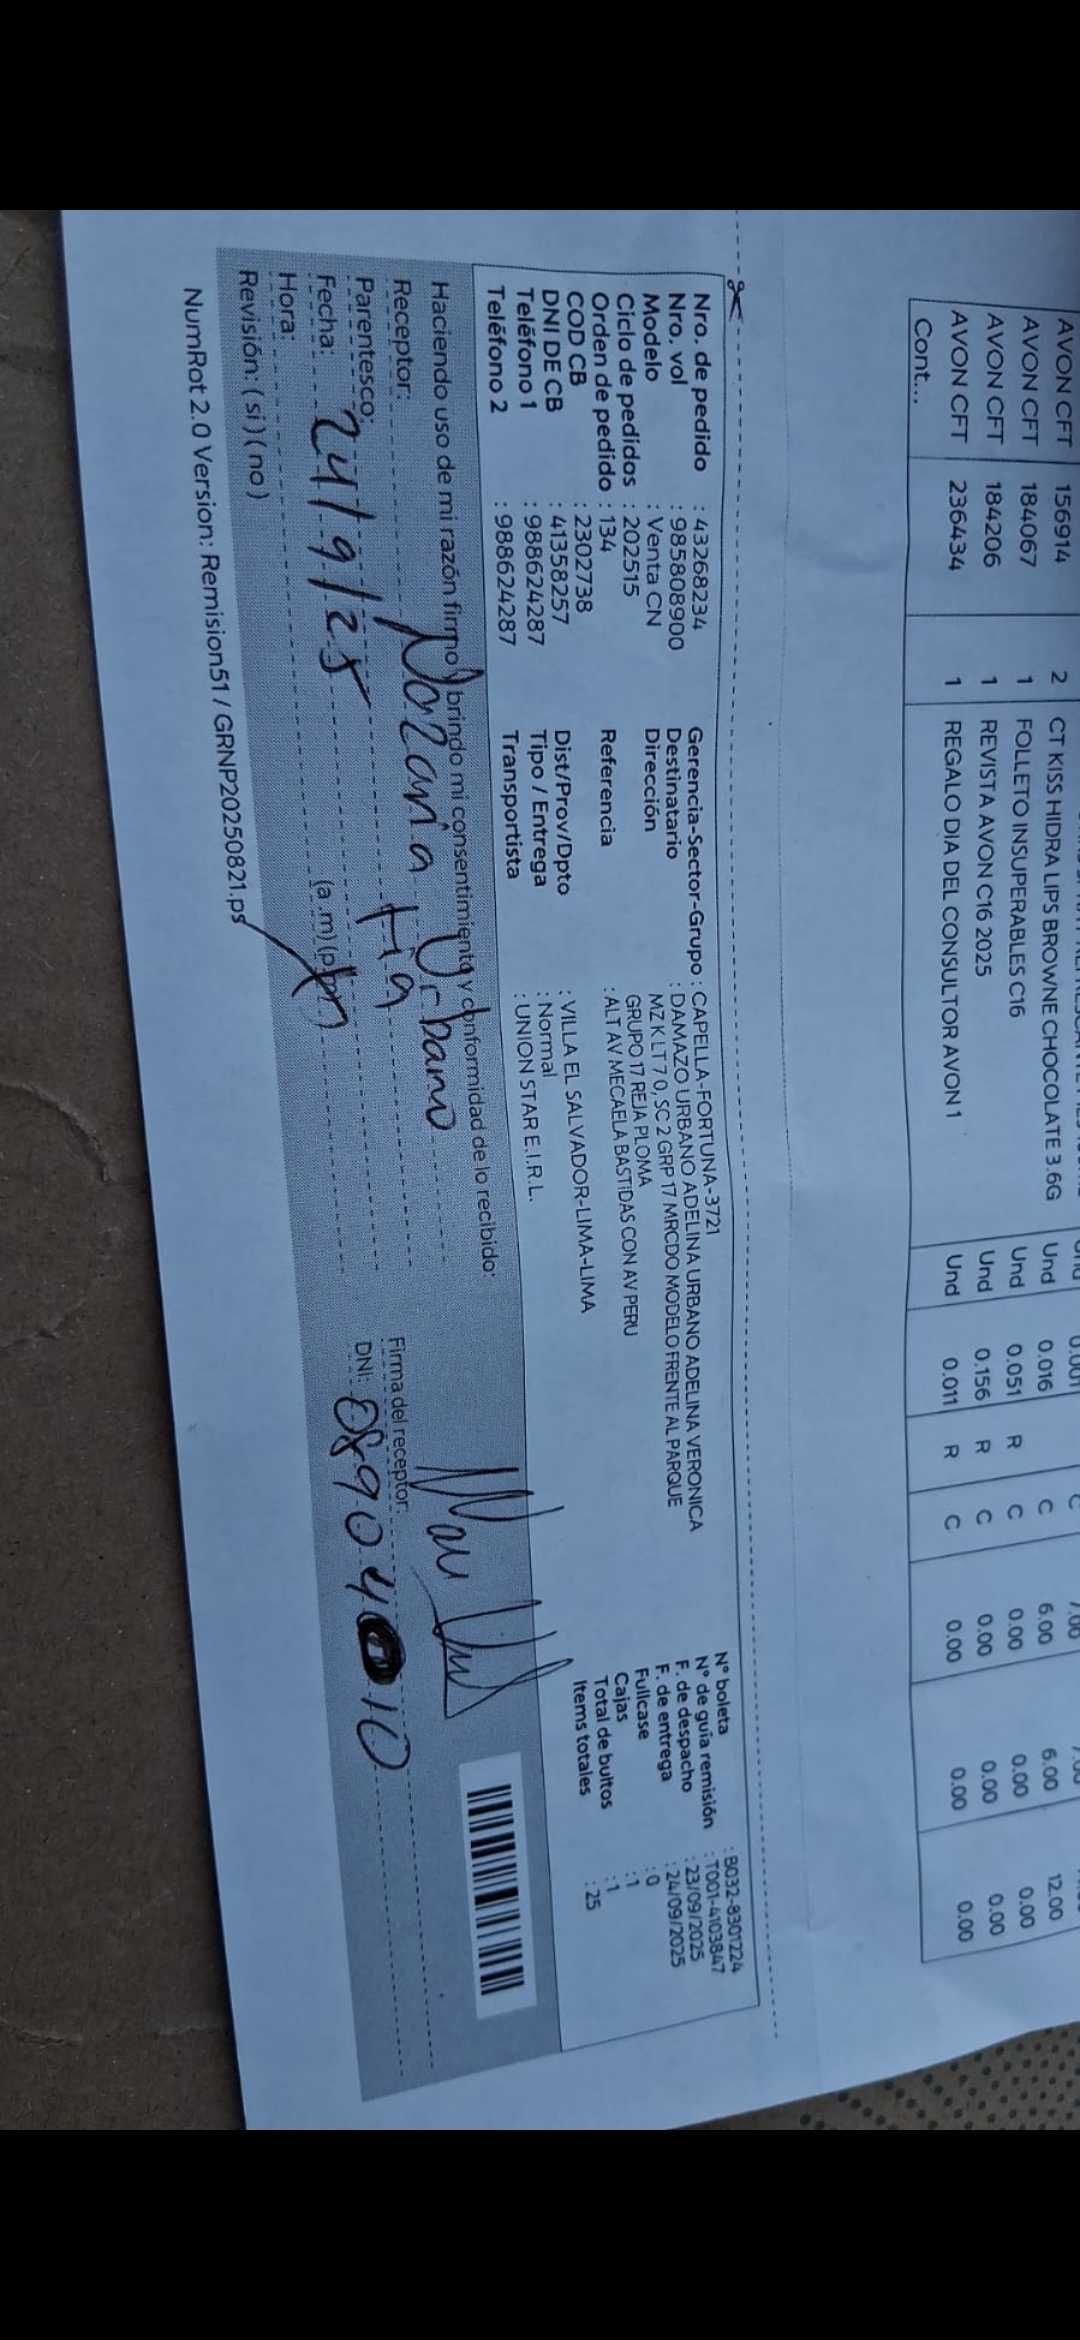 AVON CFT 156914 2 CT KISS HIDRA LIPS BROWNE CHOCOLATE 3.6G Und 0.016 C 6.00 6.00 12.00
AVON CFT 184067 1 FOLLETO INSUPERABLES C16 Und 0.051 R C 0.00 0.00 0.00
AVON CFT 184206 1 REVISTA AVON C16 2025 Und 0.156 R C 0.00 0.00 0.00
AVON CFT 236434 1 REGALO DIA DEL CONSULTOR AVON 1 Und 0.011 R C 0.00 0.00 0.00
Cont...
Nro. de pedido : 43268234 Gerencia-Sector-Grupo : CAPELLA-FORTUNA-3721 N° boleta : B032-8301224
Nro. vol : 985808900 Destinatario : DAMAZO URBANO ADELINA URBANO ADELINA VERONICA N° de guia remisión : T001-4103847
Modelo : Venta CN Dirección : MZ K LT 7 0, SC 2 GRP 17 MRCDO MODELO FRENTE AL PARQUE F. de despacho : 23/09/2025
Ciclo de pedidos : 202515 GRUPO 17 REJA PLOMA F. de entrega : 24/09/2025
Orden de pedido : 134 Referencia : ALT AV MECAELA BASTIDAS CON AV PERU Fullcase : 0
COD CB : 2302738 Cajas : 1
DNI DE CB : 41358257 Dist/Prov/Dpto : VILLA EL SALVADOR-LIMA-LIMA Total de bultos : 1
Teléfono 1 : 988624287 Tipo / Entrega : Normal Items totales : 25
Teléfono 2 : 988624287 Transportista : UNION STAR E.I.R.L.
Haciendo uso de mi razón firmo y brindo mi consentimiento y conformidad de lo recibido:
Receptor: Nazaria Urbano Firma del receptor:
Parentesco: tia DNI: 08904010
Fecha: 24/9/25
Hora: (a.m) (p.m)
Revisión: ( si ) ( no )
NumRot 2.0 Version: Remision51 / GRNP20250821.ps